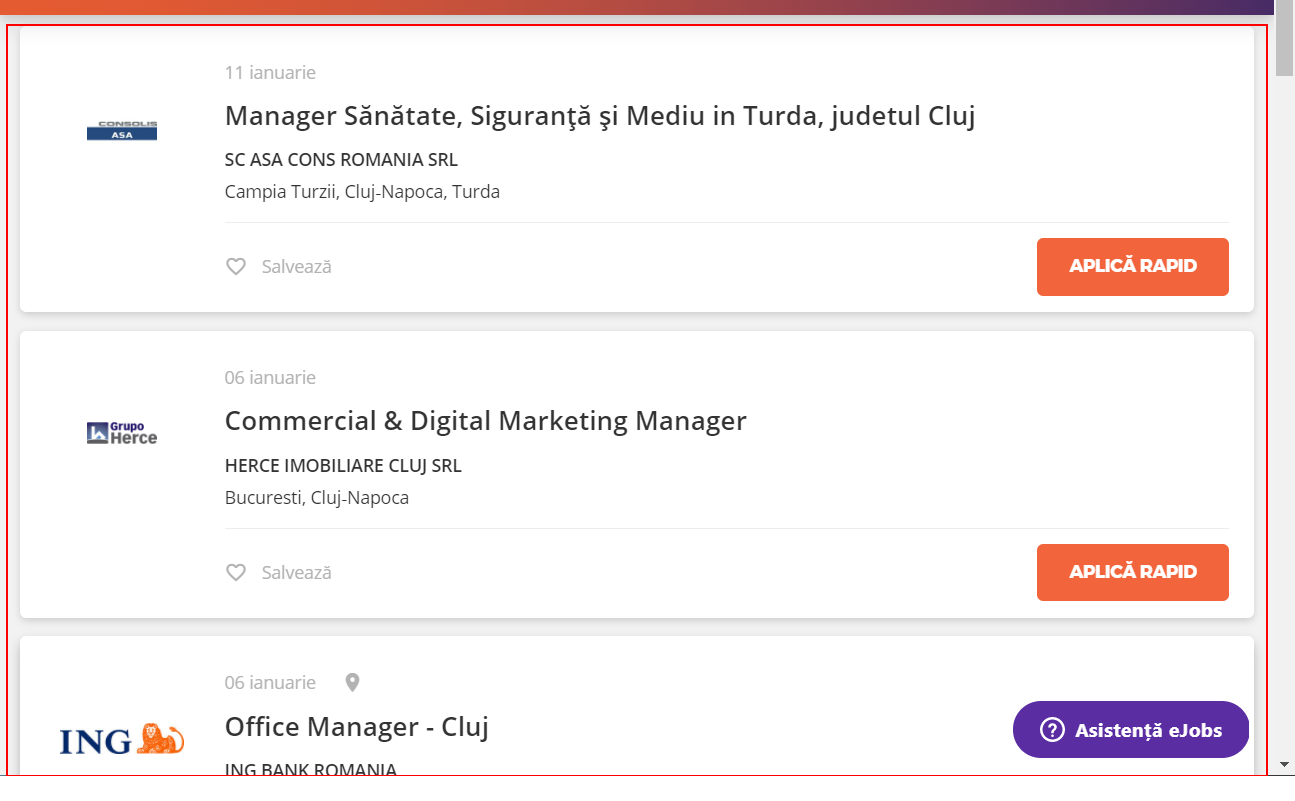 11 ianuarie
Manager Sănătate, Siguranţă şi Mediu in Turda, judetul Cluj
CONSOLIS
ASA
SC ASA CONS ROMANIA SRL
Campia Turzii, Cluj-Napoca, Turda
Salvează
APLICĂ RAPID
06 ianuarie
Commercial & Digital Marketing Manager
Grupo
Herce
HERCE IMOBILIARE CLUJ SRL
Bucuresti, Cluj-Napoca
Salvează
APLICĂ RAPID
06 ianuarie
Office Manager - Cluj
ING
Asistență eJobs
ING BANK ROMANIA